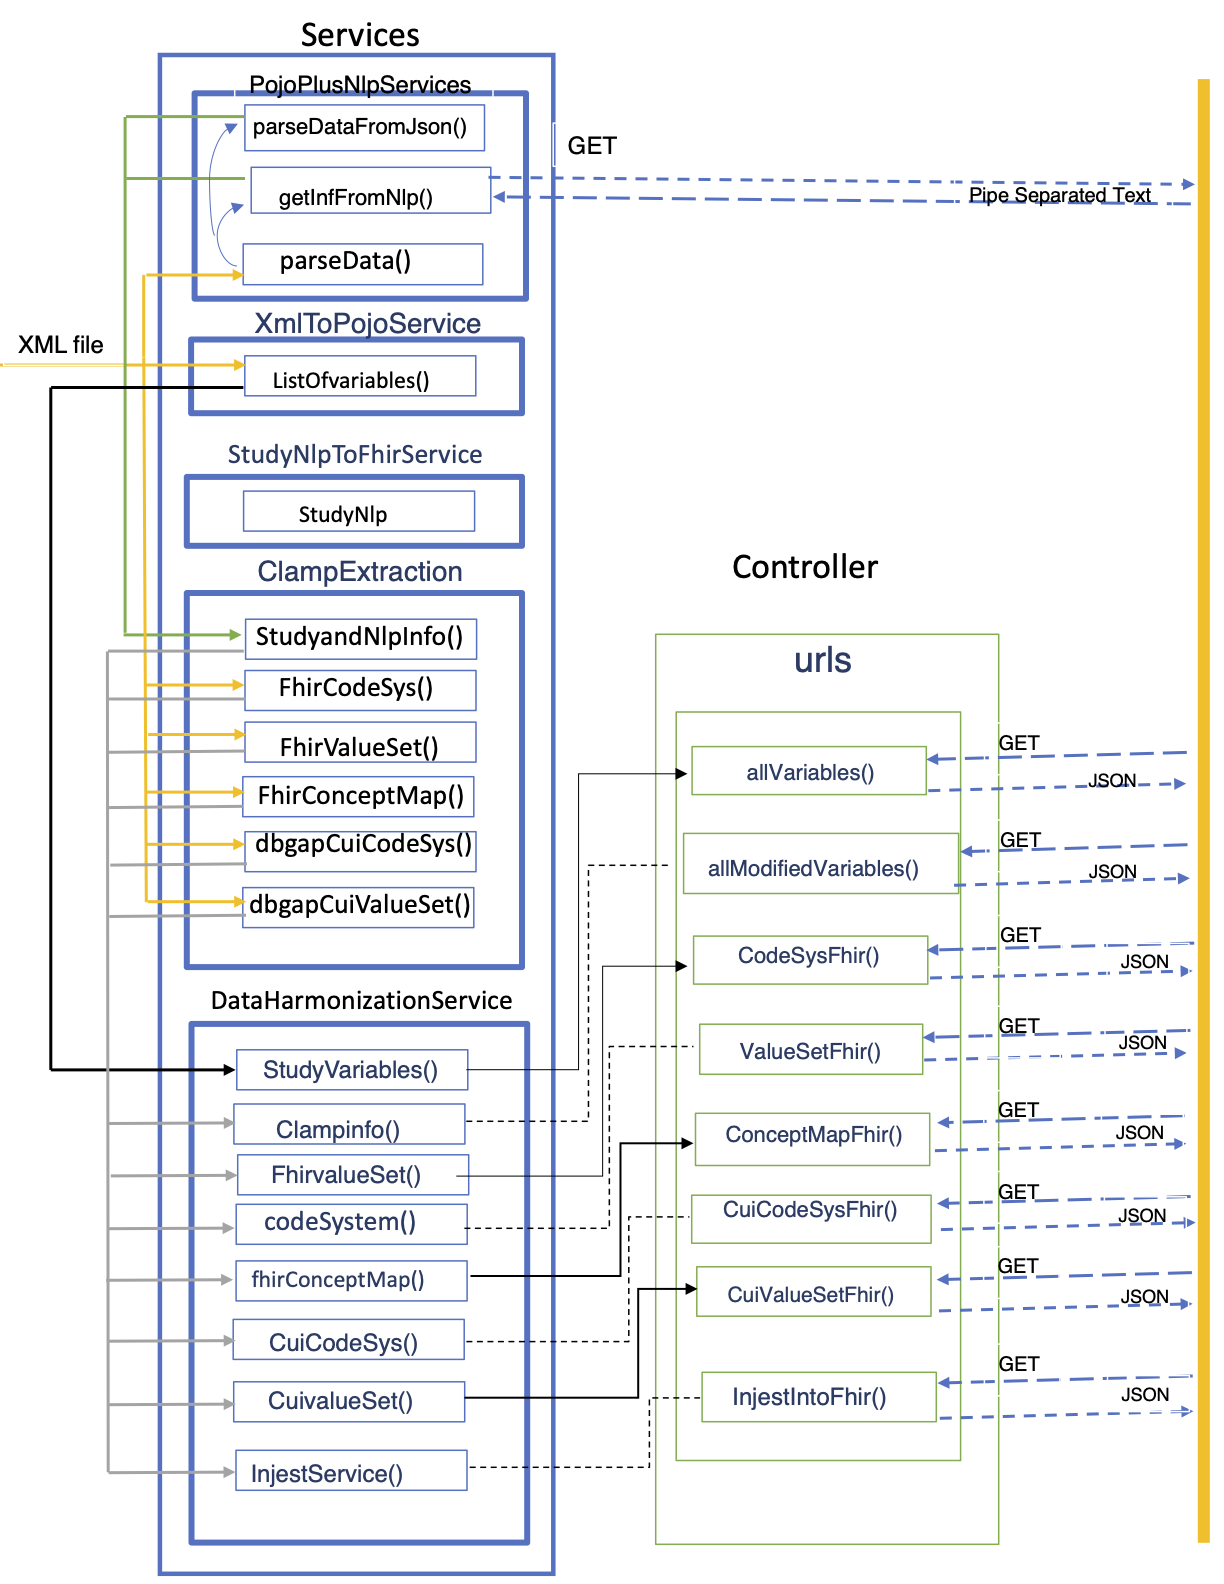 Services
PojoPlusNlpServices
parseDataFromJson()
GET
getInfFromNlp()
Pipe Separated Text
parseData()
XmlToPojoService
XML file
ListOfvariables()
StudyNlpToFhirService
StudyNlp
ClampExtraction
StudyandNlpInfo()
FhirCodeSys()
FhirValueSet()
FhirConceptMap()
dbgapCuiCodeSys()
dbgapCuiValueSet()
DataHarmonizationService
StudyVariables()
Clampinfo()
FhirvalueSet()
codeSystem()
fhirConceptMap()
CuiCodeSys()
CuivalueSet()
InjestService()
Controller
urls
allVariables()
GET
JSON
allModifiedVariables()
GET
JSON
CodeSysFhir()
GET
JSON
ValueSetFhir()
GET
JSON
ConceptMapFhir()
GET
JSON
CuiCodeSysFhir()
GET
JSON
CuiValueSetFhir()
GET
JSON
InjestIntoFhir()
GET
JSON